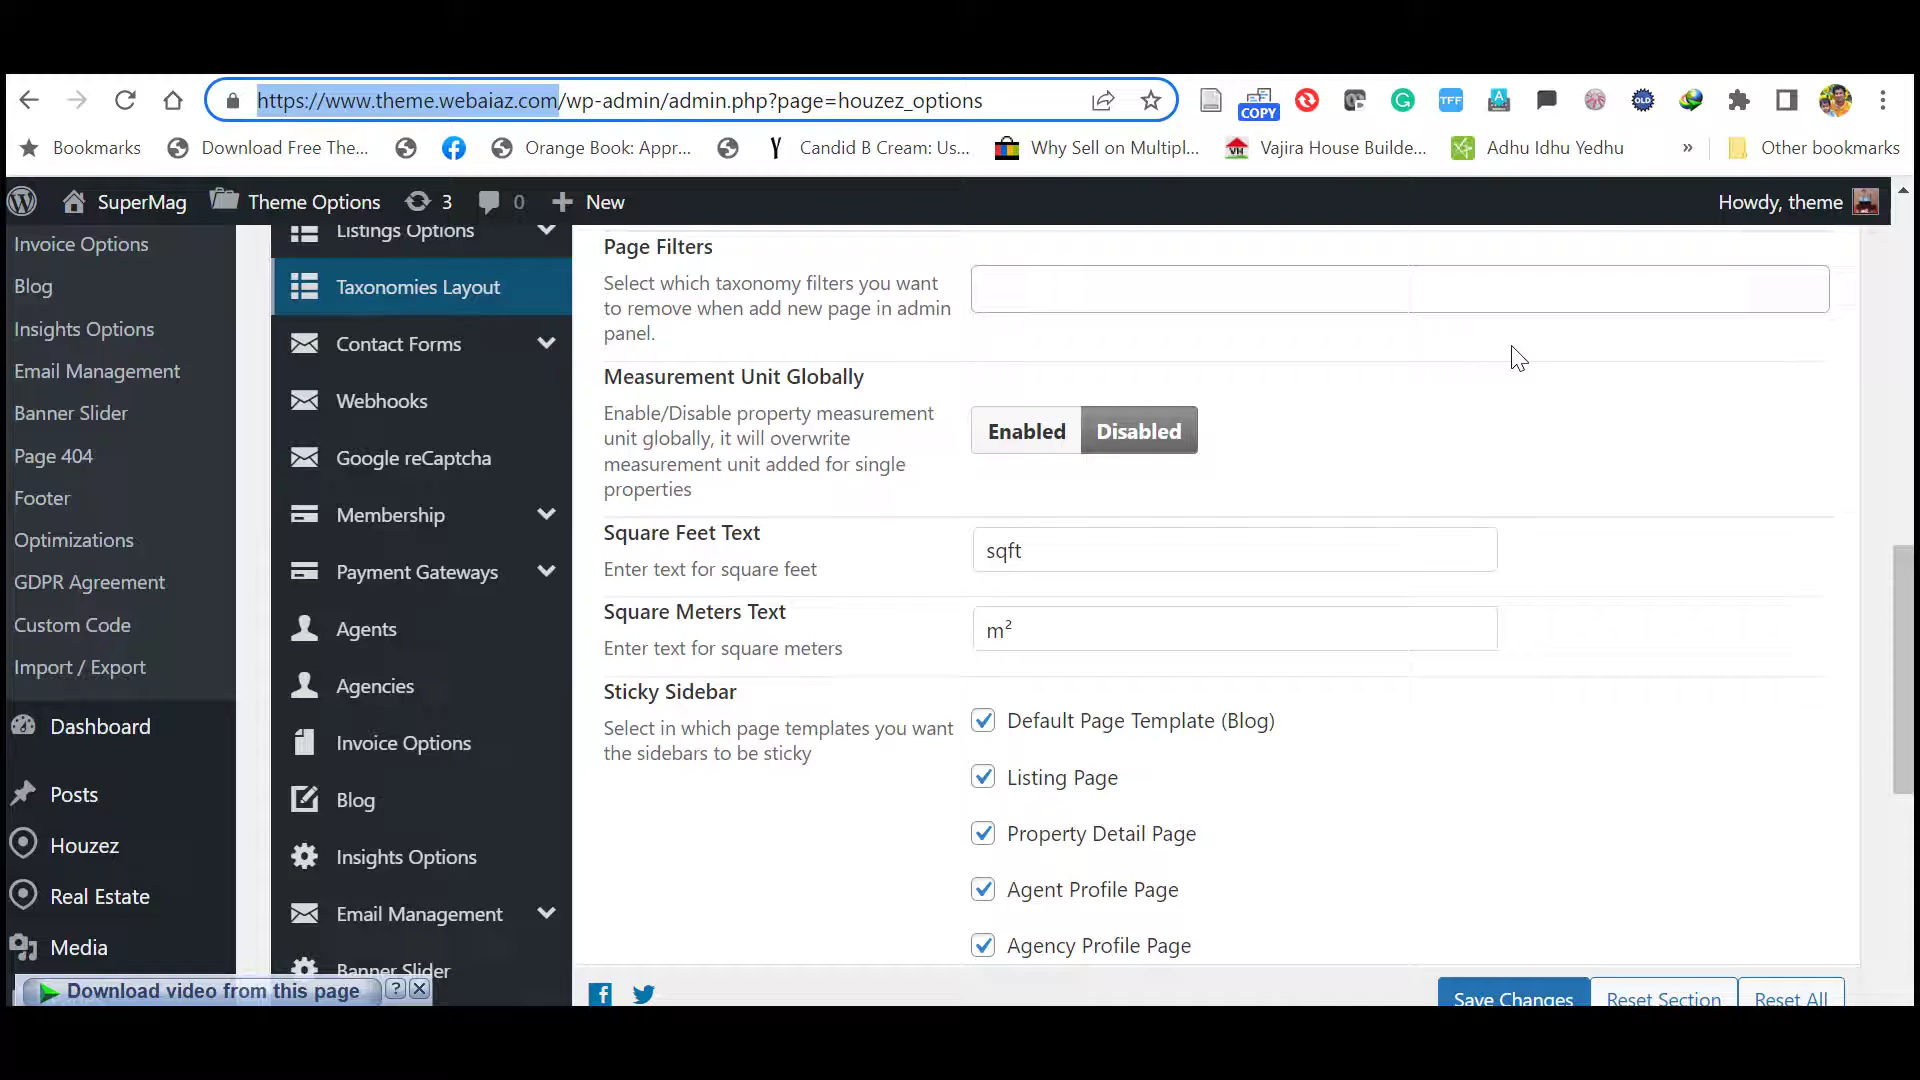 https://www.theme.webaiaz.com/wp-admin/admin.php?page=houzez_options
COPY
TFF
OLD
Bookmarks
Download Free The...
Orange Book: Appr...
Candid B Cream: Us...
Why Sell on Multipl...
Vajira House Builde...
Adhu Idhu Yedhu
»
Other bookmarks
SuperMag
Theme Options
3
0
New
Howdy, theme
Invoice Options
Blog
Insights Options
Email Management
Banner Slider
Page 404
Footer
Optimizations
GDPR Agreement
Custom Code
Import / Export
Dashboard
Posts
Houzez
Real Estate
Media
Listings Options
Taxonomies Layout
Contact Forms
Webhooks
Google reCaptcha
Membership
Payment Gateways
Agents
Agencies
Invoice Options
Blog
Insights Options
Email Management
Banner Slider
Page Filters
Select which taxonomy filters you want
to remove when add new page in admin
panel.
Measurement Unit Globally
Enable/Disable property measurement
unit globally, it will overwrite
measurement unit added for single
properties
Enabled
Disabled
Square Feet Text
Enter text for square feet
sqft
Square Meters Text
Enter text for square meters
m²
Sticky Sidebar
Select in which page templates you want
the sidebars to be sticky
Default Page Template (Blog)
Listing Page
Property Detail Page
Agent Profile Page
Agency Profile Page
Download video from this page
?
Save Changes
Reset Section
Reset All